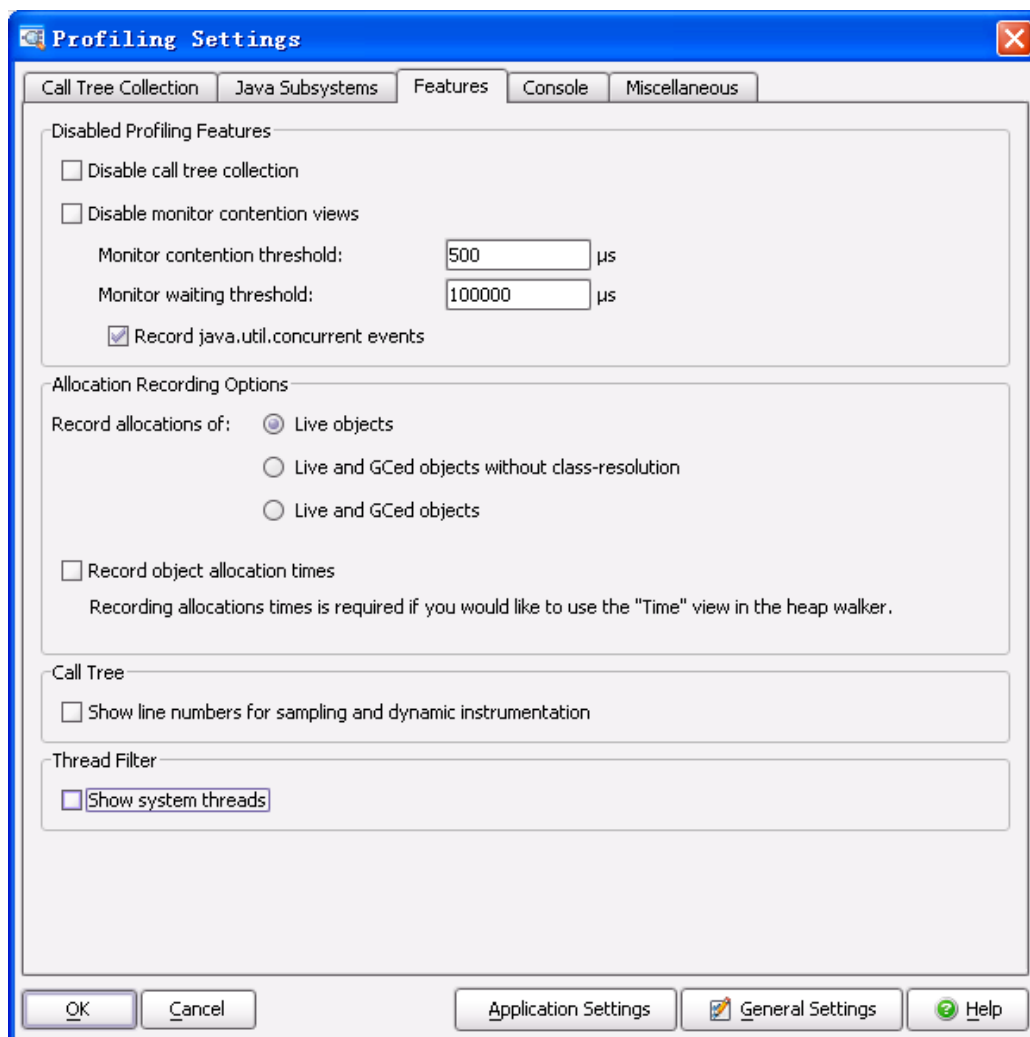 Profiling Settings
Call Tree Collection
Java Subsystems
Features
Console
Miscellaneous
Disabled Profiling Features
Disable call tree collection
Disable monitor contention views
Monitor contention threshold: 500 µs
Monitor waiting threshold: 100000 µs
Record java.util.concurrent events
Allocation Recording Options
Record allocations of: Live objects
Live and GCed objects without class-resolution
Live and GCed objects
Record object allocation times
Recording allocations times is required if you would like to use the "Time" view in the heap walker.
Call Tree
Show line numbers for sampling and dynamic instrumentation
Thread Filter
Show system threads
OK
Cancel
Application Settings
General Settings
Help